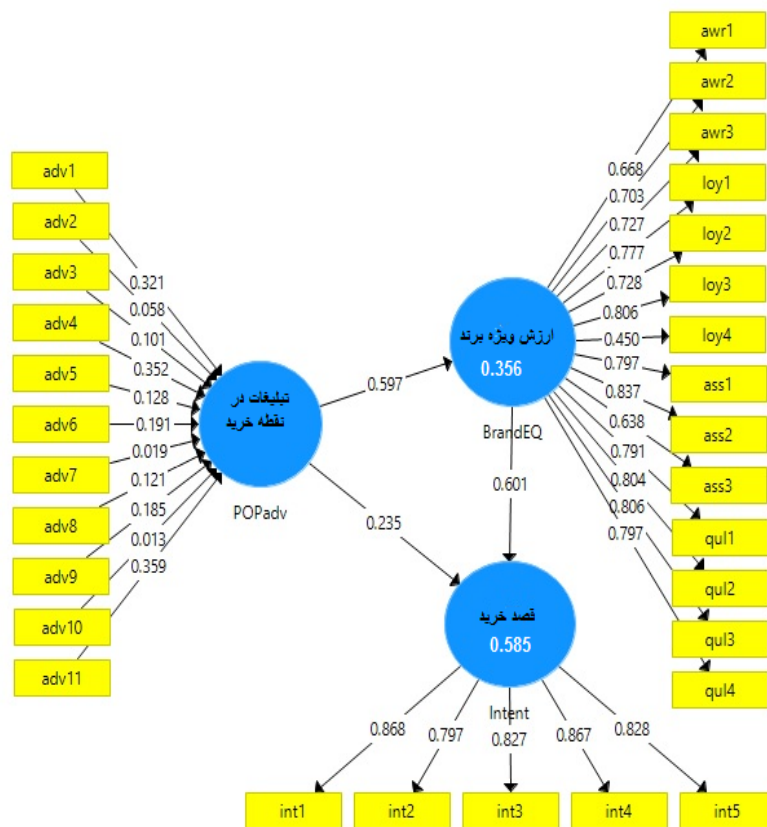 awr1
awr2
awr3
loy1
loy2
loy3
loy4
ass1
ass2
ass3
qul1
qul2
qul3
qul4
0.668
0.703
0.727
0.777
0.728
0.806
0.450
0.797
0.837
0.638
0.791
0.804
0.806
0.797
adv1
adv2
adv3
adv4
adv5
adv6
adv7
adv8
adv9
adv10
adv11
0.321
0.058
0.101
0.352
0.128
0.191
0.019
0.121
0.185
0.013
0.359
تبلیغات در
نقطه خرید
POPadv
0.597
0.235
ارزش ویژه برند
0.356
BrandEQ
0.601
قصد خرید
0.585
Intent
0.868
0.797
0.827
0.867
0.828
int1
int2
int3
int4
int5